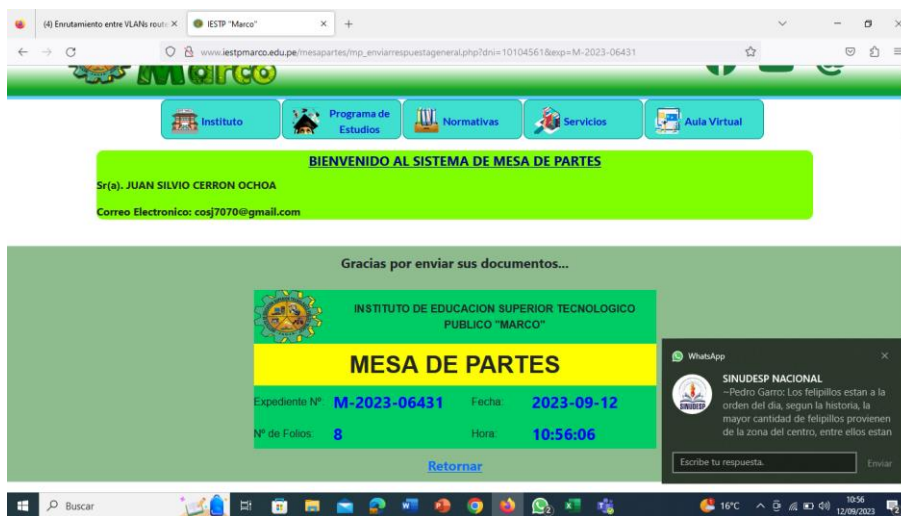 (4) Enrutamiento entre VLANs route
IESTP "Marco"
www.iestpmarco.edu.pe/mesapartes/mp_enviarrespuestageneral.php?dni=10104561&exp=M-2023-06431
Marco
Instituto
Programa de
Estudios
Normativas
Servicios
Aula Virtual
BIENVENIDO AL SISTEMA DE MESA DE PARTES
Sr(a). JUAN SILVIO CERRON OCHOA
Correo Electronico: cosj7070@gmail.com
Gracias por enviar sus documentos...
INSTITUTO DE EDUCACION SUPERIOR TECNOLOGICO
PUBLICO "MARCO"
MESA DE PARTES
Expediente Nº: M-2023-06431 Fecha: 2023-09-12
Nº de Folios: 8 Hora: 10:56:06
Retornar
WhatsApp
SINUDESP NACIONAL
~Pedro Garro: Los felipillos estan a la
orden del dia, segun la historia, la
mayor cantidad de felipillos provienen
de la zona del centro, entre ellos estan
SINUDESP
Escribe tu respuesta.
Enviar
Buscar
16°C
10:56
12/09/2023